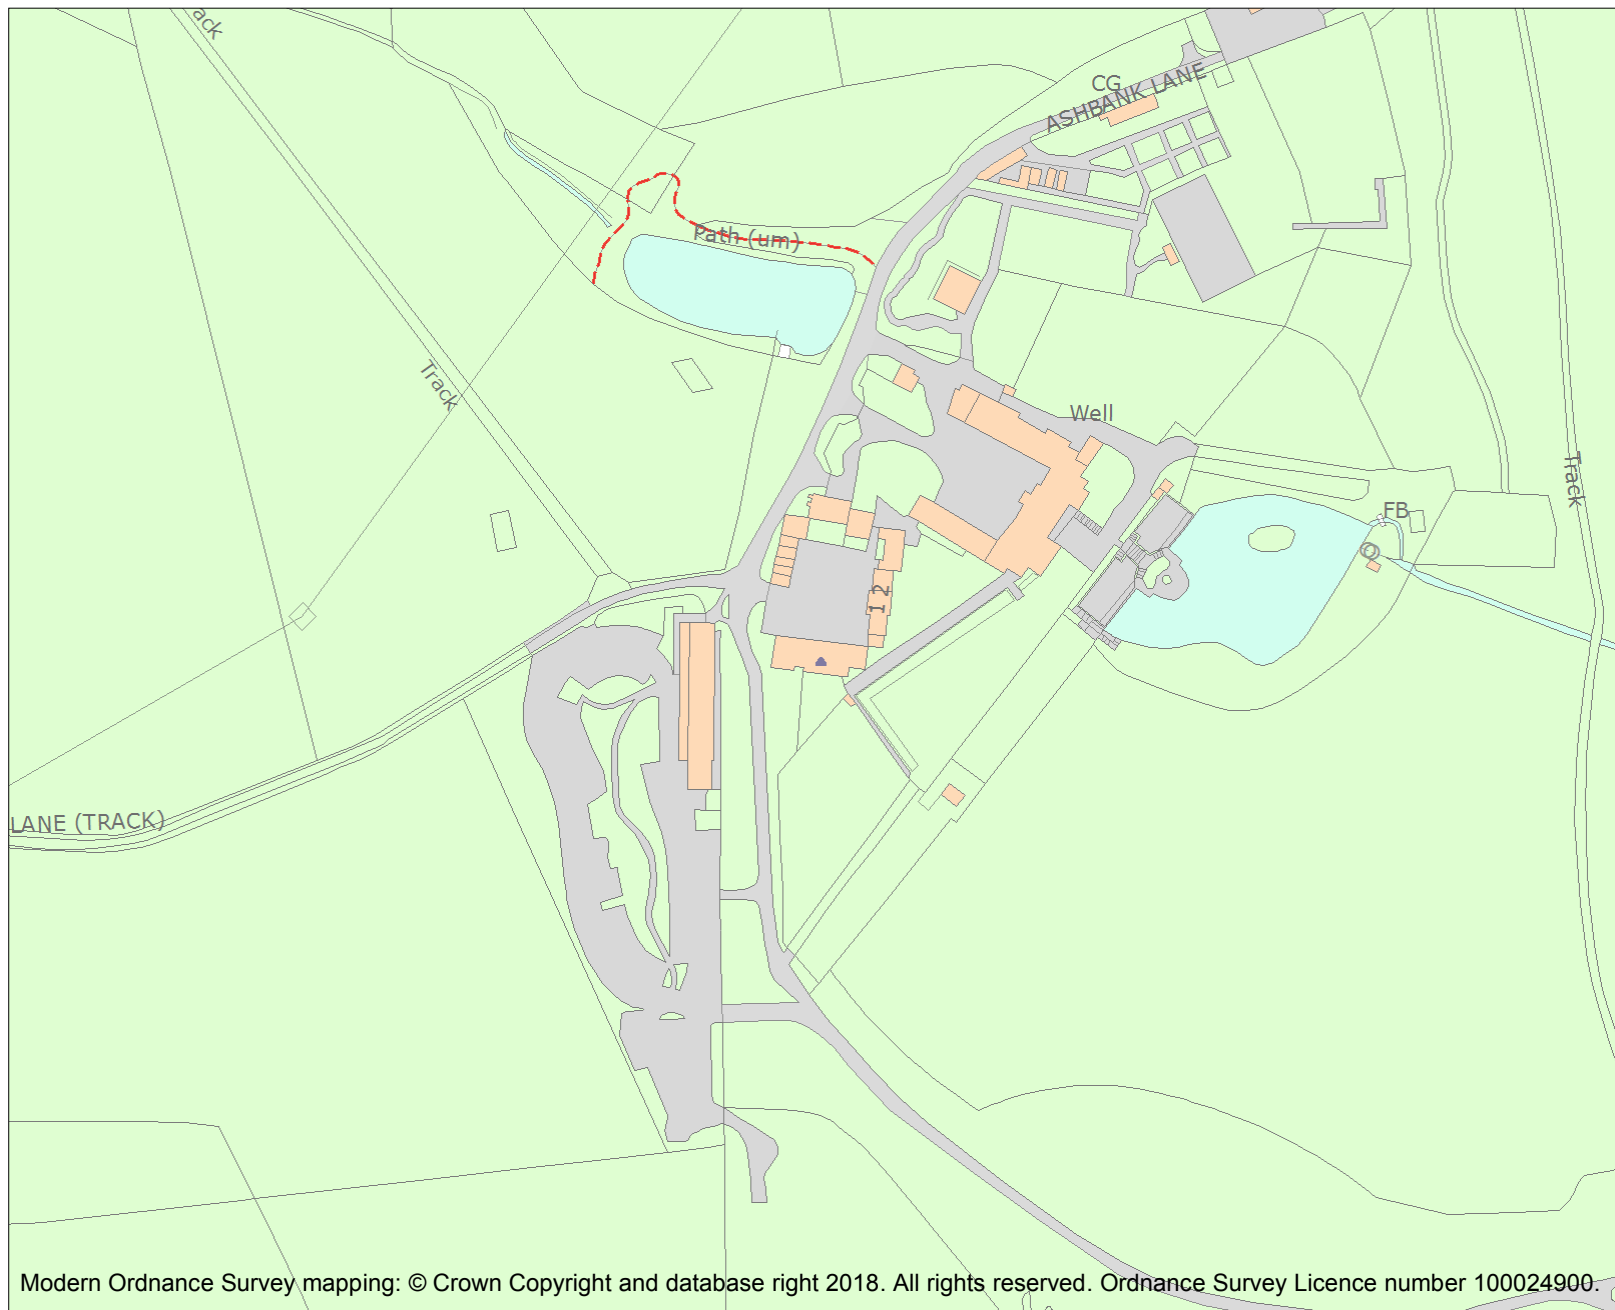 ack
CG
ASHBANK LANE
Path (um)
Track
Well
Track
FB
1 2
LANE (TRACK)
Modern Ordnance Survey mapping: © Crown Copyright and database right 2018. All rights reserved. Ordnance Survey Licence number 100024900.